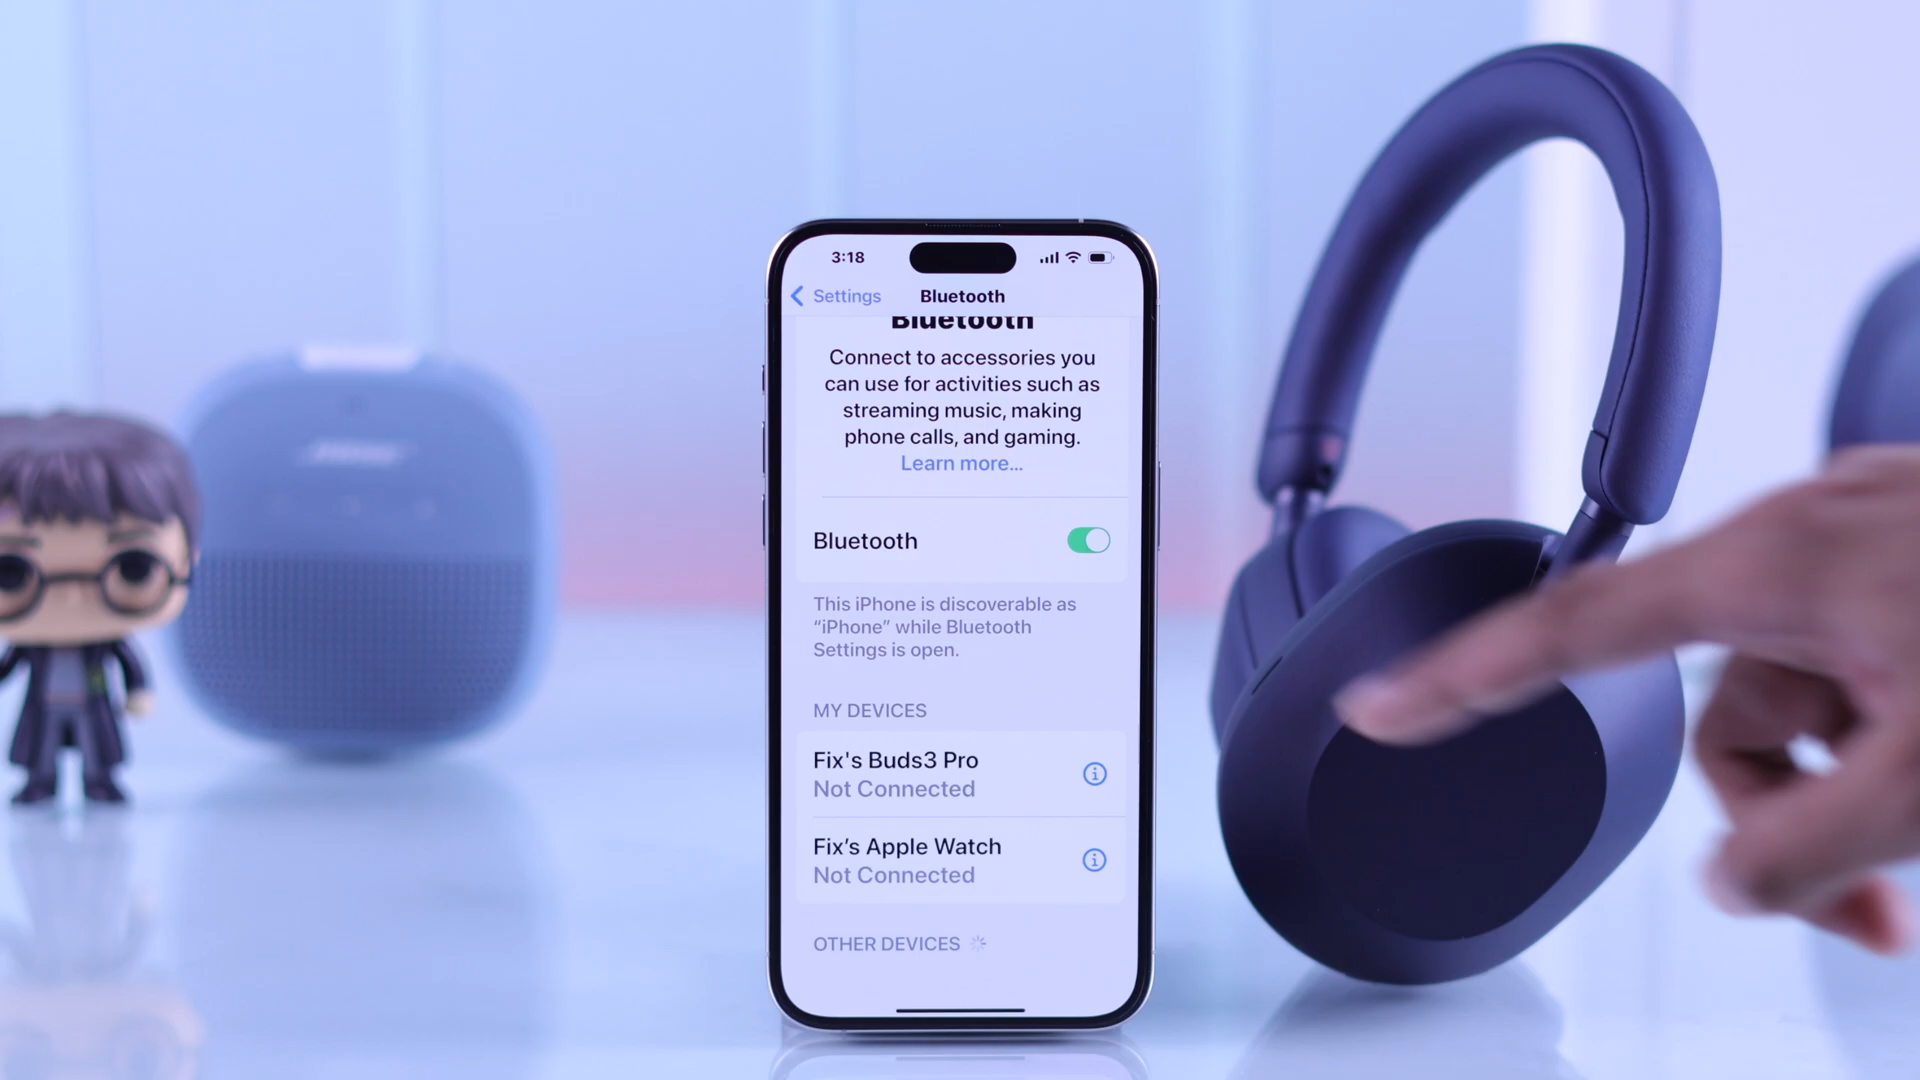 3:18
Settings
Bluetooth
Bluetooth
Connect to accessories you
can use for activities such as
streaming music, making
phone calls, and gaming.
Learn more...
Bluetooth
This iPhone is discoverable as
“iPhone” while Bluetooth
Settings is open.
MY DEVICES
Fix's Buds3 Pro
Not Connected
Fix’s Apple Watch
Not Connected
OTHER DEVICES